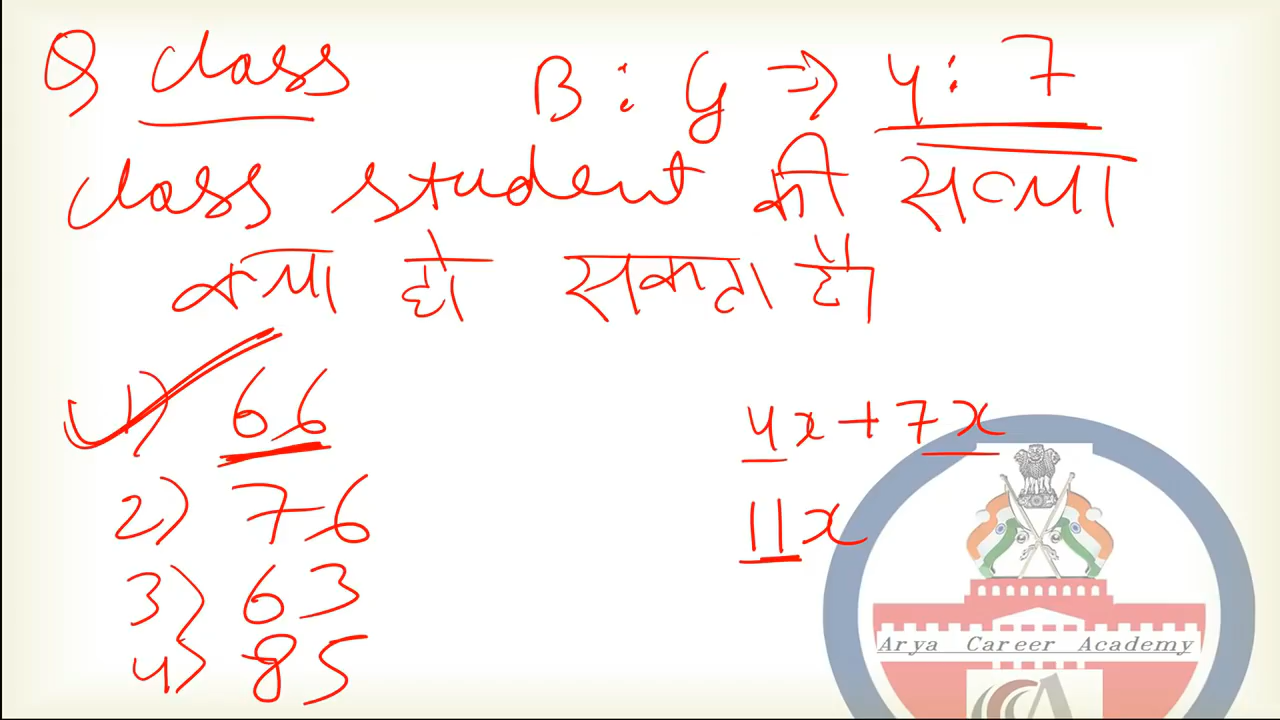 Q class B : G → 4 : 7
class student की संख्या
क्या हो सकता है।
1) 66
2) 76
3) 63
4) 85
4x + 7x
11x
Arya Career Academy